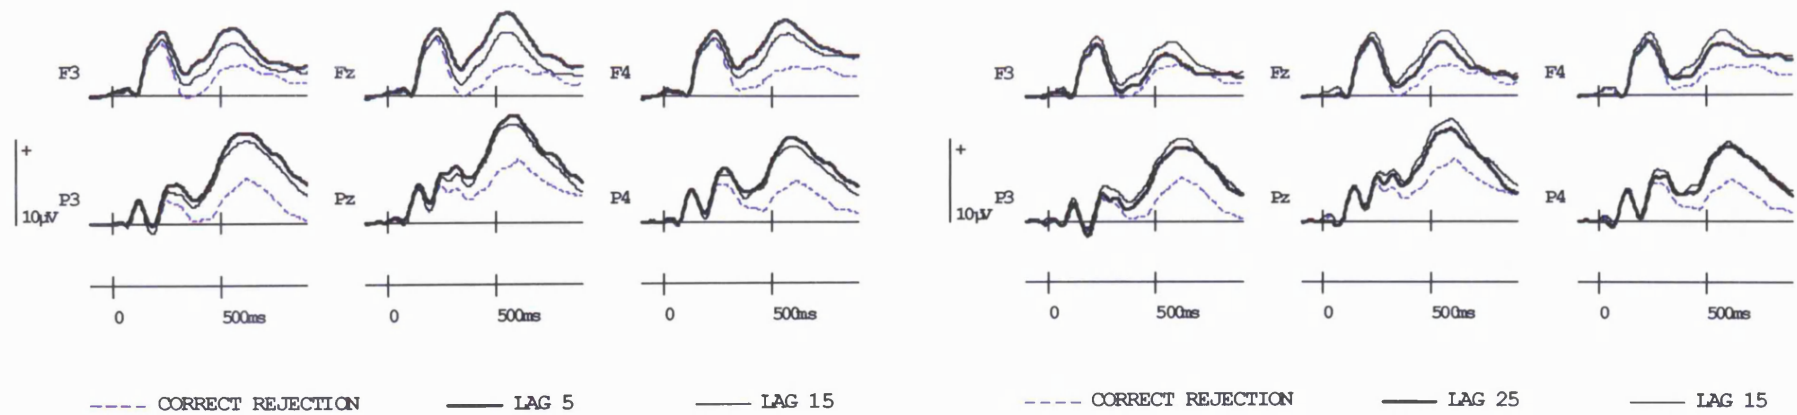 F3 Fz F4 F3 Fz F4
+ +
P3 Pz P4 P3 Pz P4
10μV 10μV
0 500ms 0 500ms 0 500ms 0 500ms 0 500ms 0 500ms
CORRECT REJECTION LAG 5 LAG 15 CORRECT REJECTION LAG 25 LAG 15